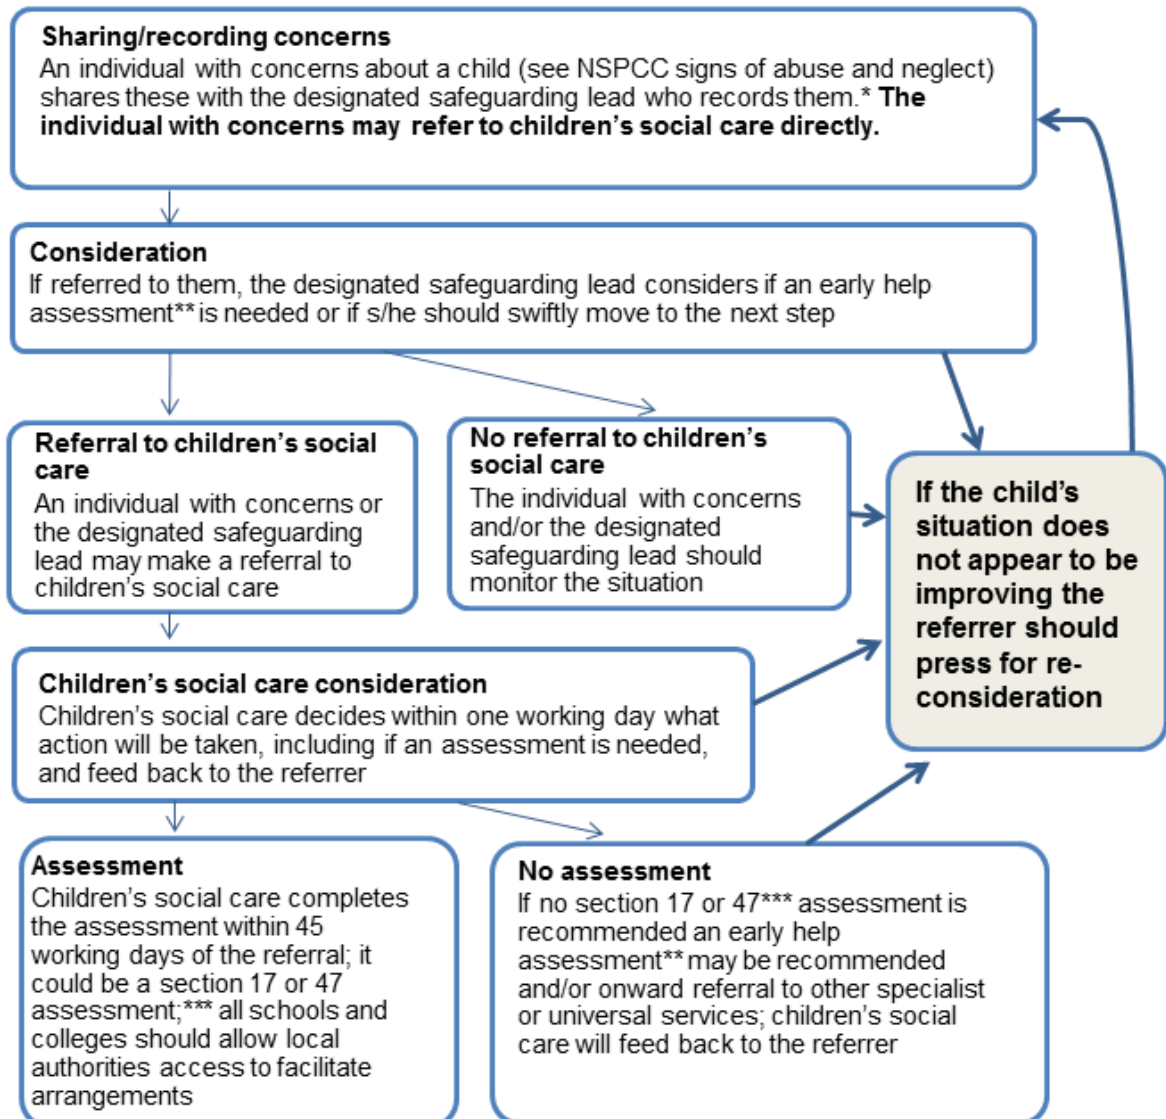 Sharing/recording concerns
An individual with concerns about a child (see NSPCC signs of abuse and neglect)
shares these with the designated safeguarding lead who records them.* The
individual with concerns may refer to children’s social care directly.
Consideration
If referred to them, the designated safeguarding lead considers if an early help
assessment** is needed or if s/he should swiftly move to the next step
Referral to children’s social
care
An individual with concerns or
the designated safeguarding
lead may make a referral to
children’s social care
No referral to children’s
social care
The individual with concerns
and/or the designated
safeguarding lead should
monitor the situation
If the child’s
situation does
not appear to be
improving the
referrer should
press for re-
consideration
Children’s social care consideration
Children’s social care decides within one working day what
action will be taken, including if an assessment is needed,
and feed back to the referrer
Assessment
Children’s social care completes
the assessment within 45
working days of the referral; it
could be a section 17 or 47
assessment;*** all schools and
colleges should allow local
authorities access to facilitate
arrangements
No assessment
If no section 17 or 47*** assessment is
recommended an early help
assessment** may be recommended
and/or onward referral to other specialist
or universal services; children’s social
care will feed back to the referrer